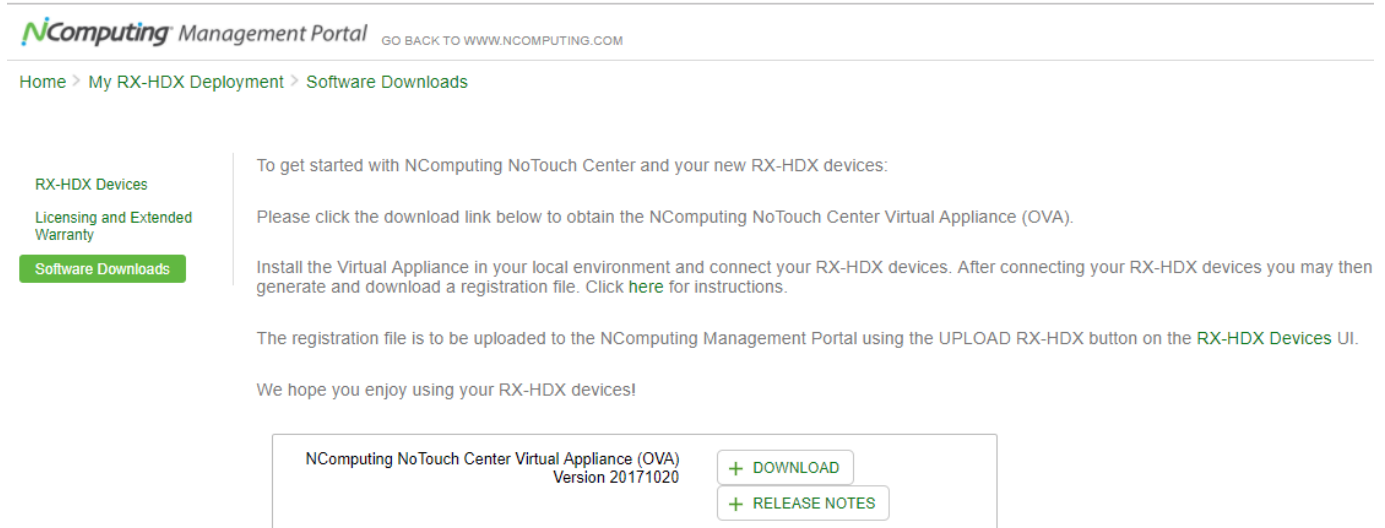 NComputing Management Portal GO BACK TO WWW.NCOMPUTING.COM
Home > My RX-HDX Deployment > Software Downloads
RX-HDX Devices
Licensing and Extended
Warranty
Software Downloads
To get started with NComputing NoTouch Center and your new RX-HDX devices:
Please click the download link below to obtain the NComputing NoTouch Center Virtual Appliance (OVA).
Install the Virtual Appliance in your local environment and connect your RX-HDX devices. After connecting your RX-HDX devices you may then
generate and download a registration file. Click here for instructions.
The registration file is to be uploaded to the NComputing Management Portal using the UPLOAD RX-HDX button on the RX-HDX Devices UI.
We hope you enjoy using your RX-HDX devices!
NComputing NoTouch Center Virtual Appliance (OVA)
Version 20171020
+ DOWNLOAD
+ RELEASE NOTES